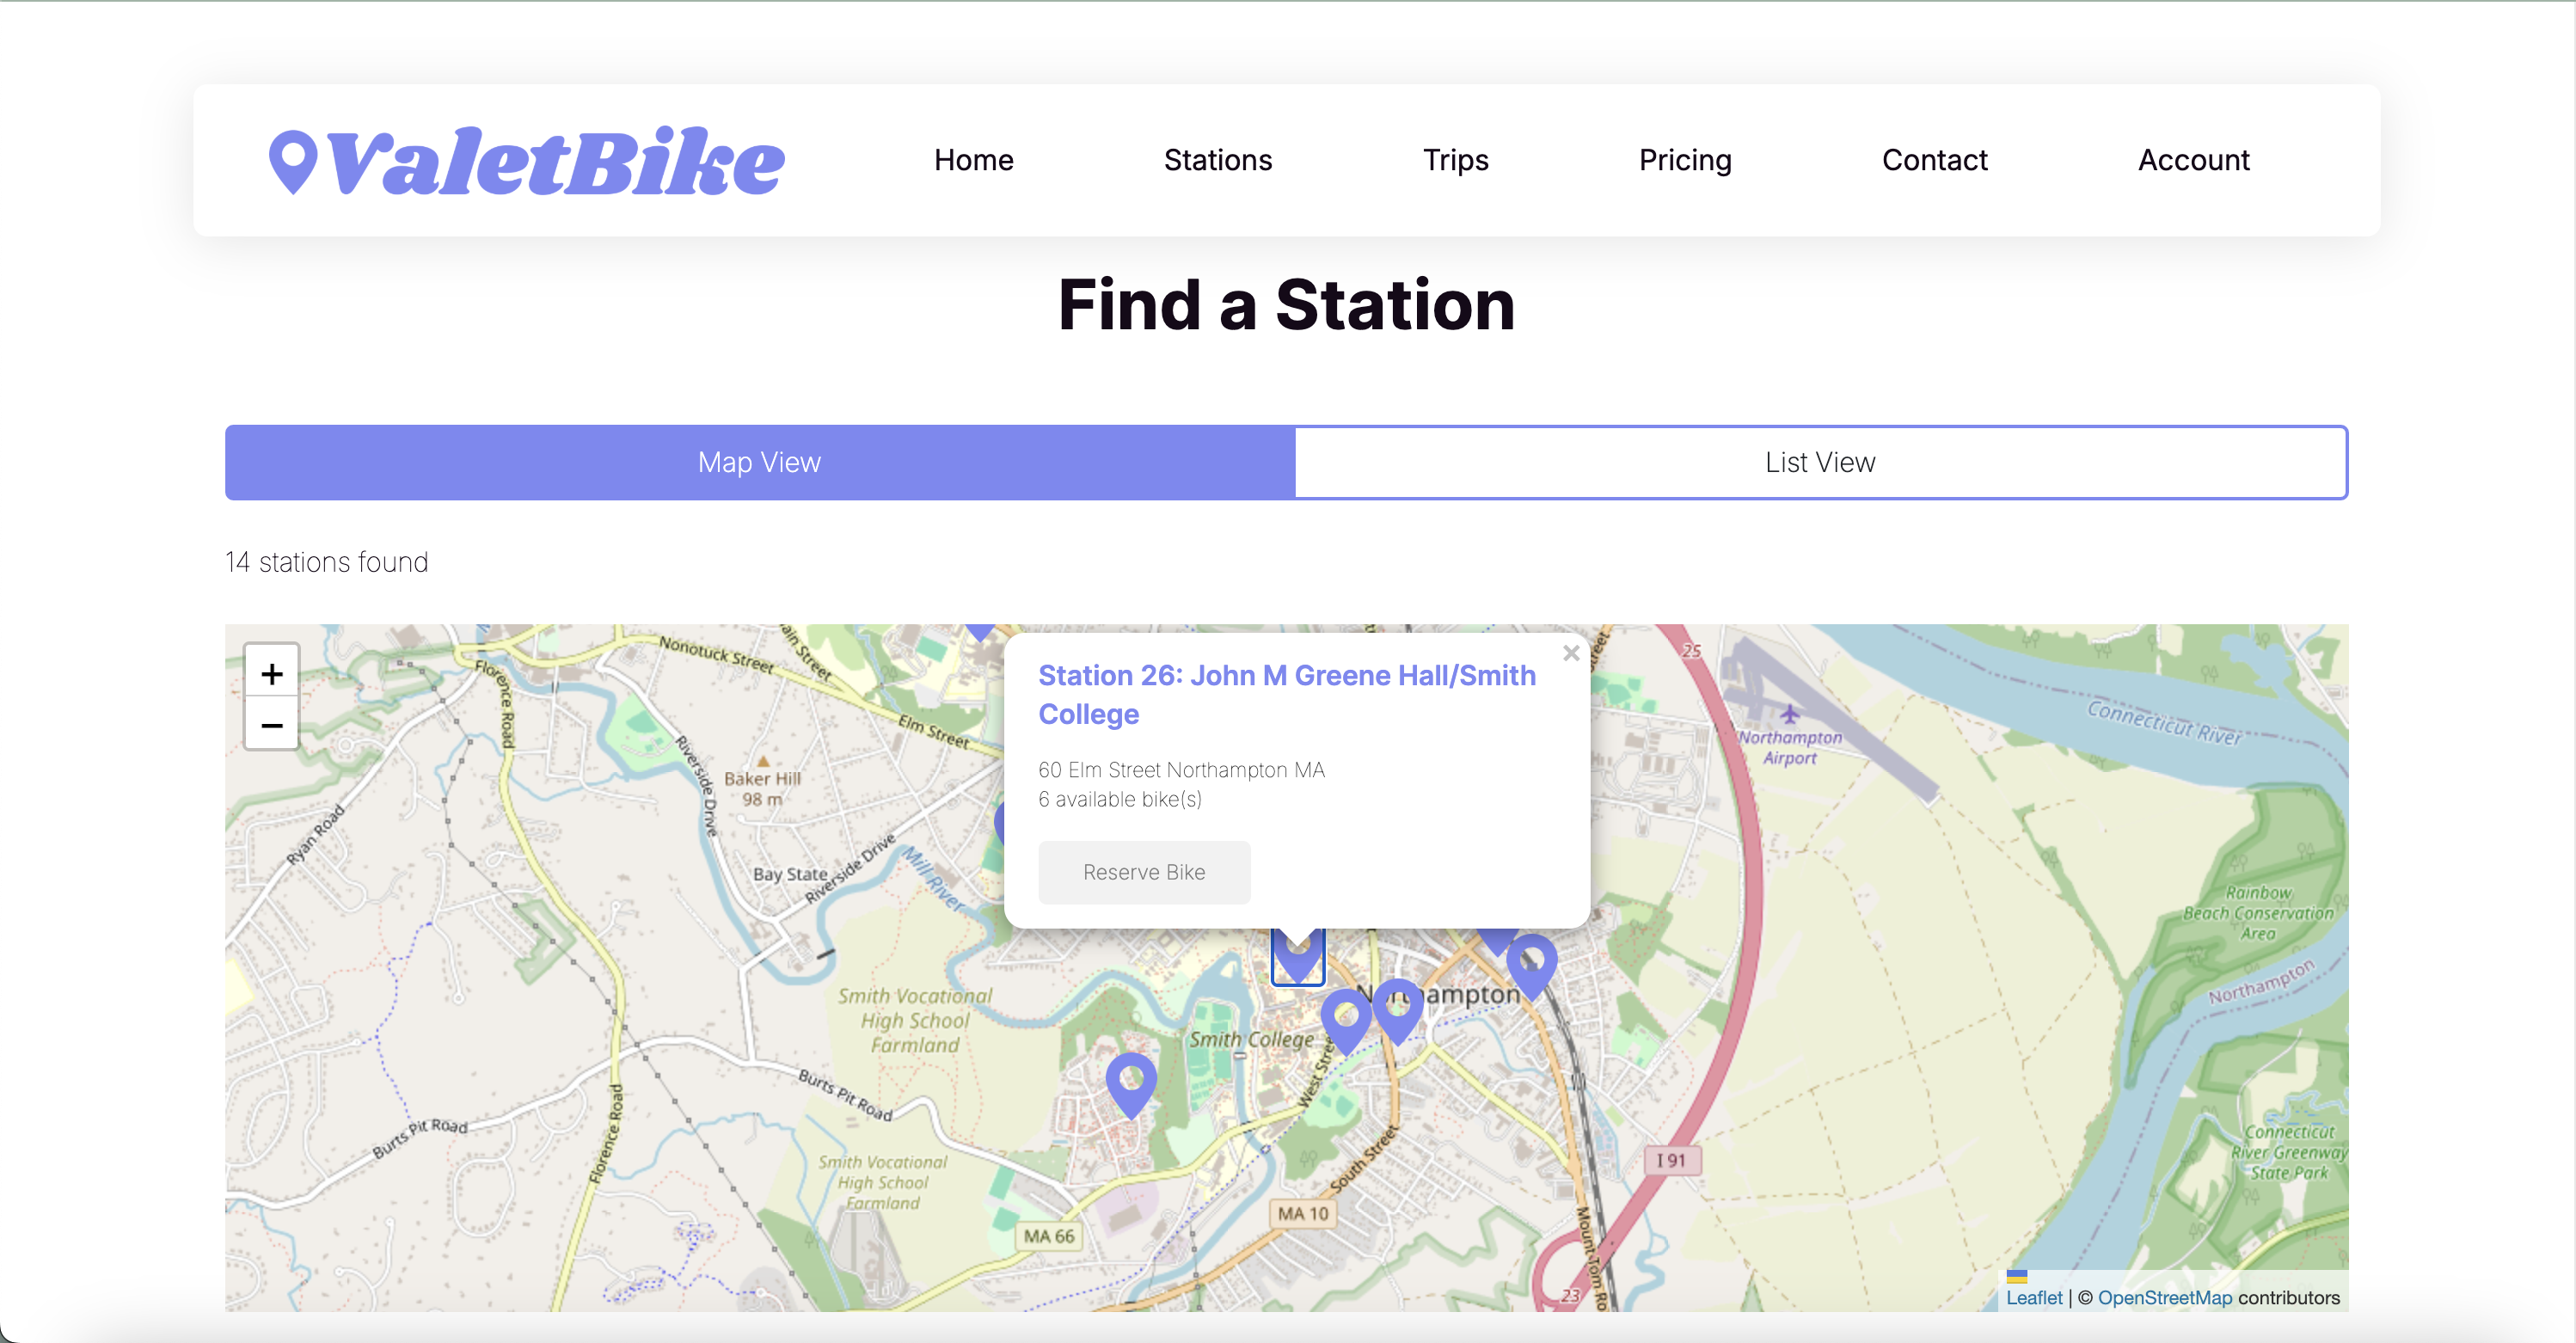 ValetBike
Home
Stations
Trips
Pricing
Contact
Account
Find a Station
Map View
List View
14 stations found
+
−
Station 26: John M Greene Hall/Smith
College
×
60 Elm Street Northampton MA
6 available bike(s)
Reserve Bike
Nonotuck Street
Street
Florence Road
Elm Street
25
Northampton
Airport
Connecticut River
Riverside Drive
Baker Hill
98 m
Ryan Road
Bay State
Riverside Drive
Mill River
Rainbow
Beach Conservation
Area
Northampton
Northampton
Smith Vocational
High School
Farmland
Smith College
West Street
Burts Pit Road
Burts Pit Road
Florence Road
Smith Vocational
High School
Farmland
South Street
I 91
Connecticut
River Greenway
State Park
MA 10
MA 66
Mount Tom Ro
23
Leaflet | © OpenStreetMap contributors